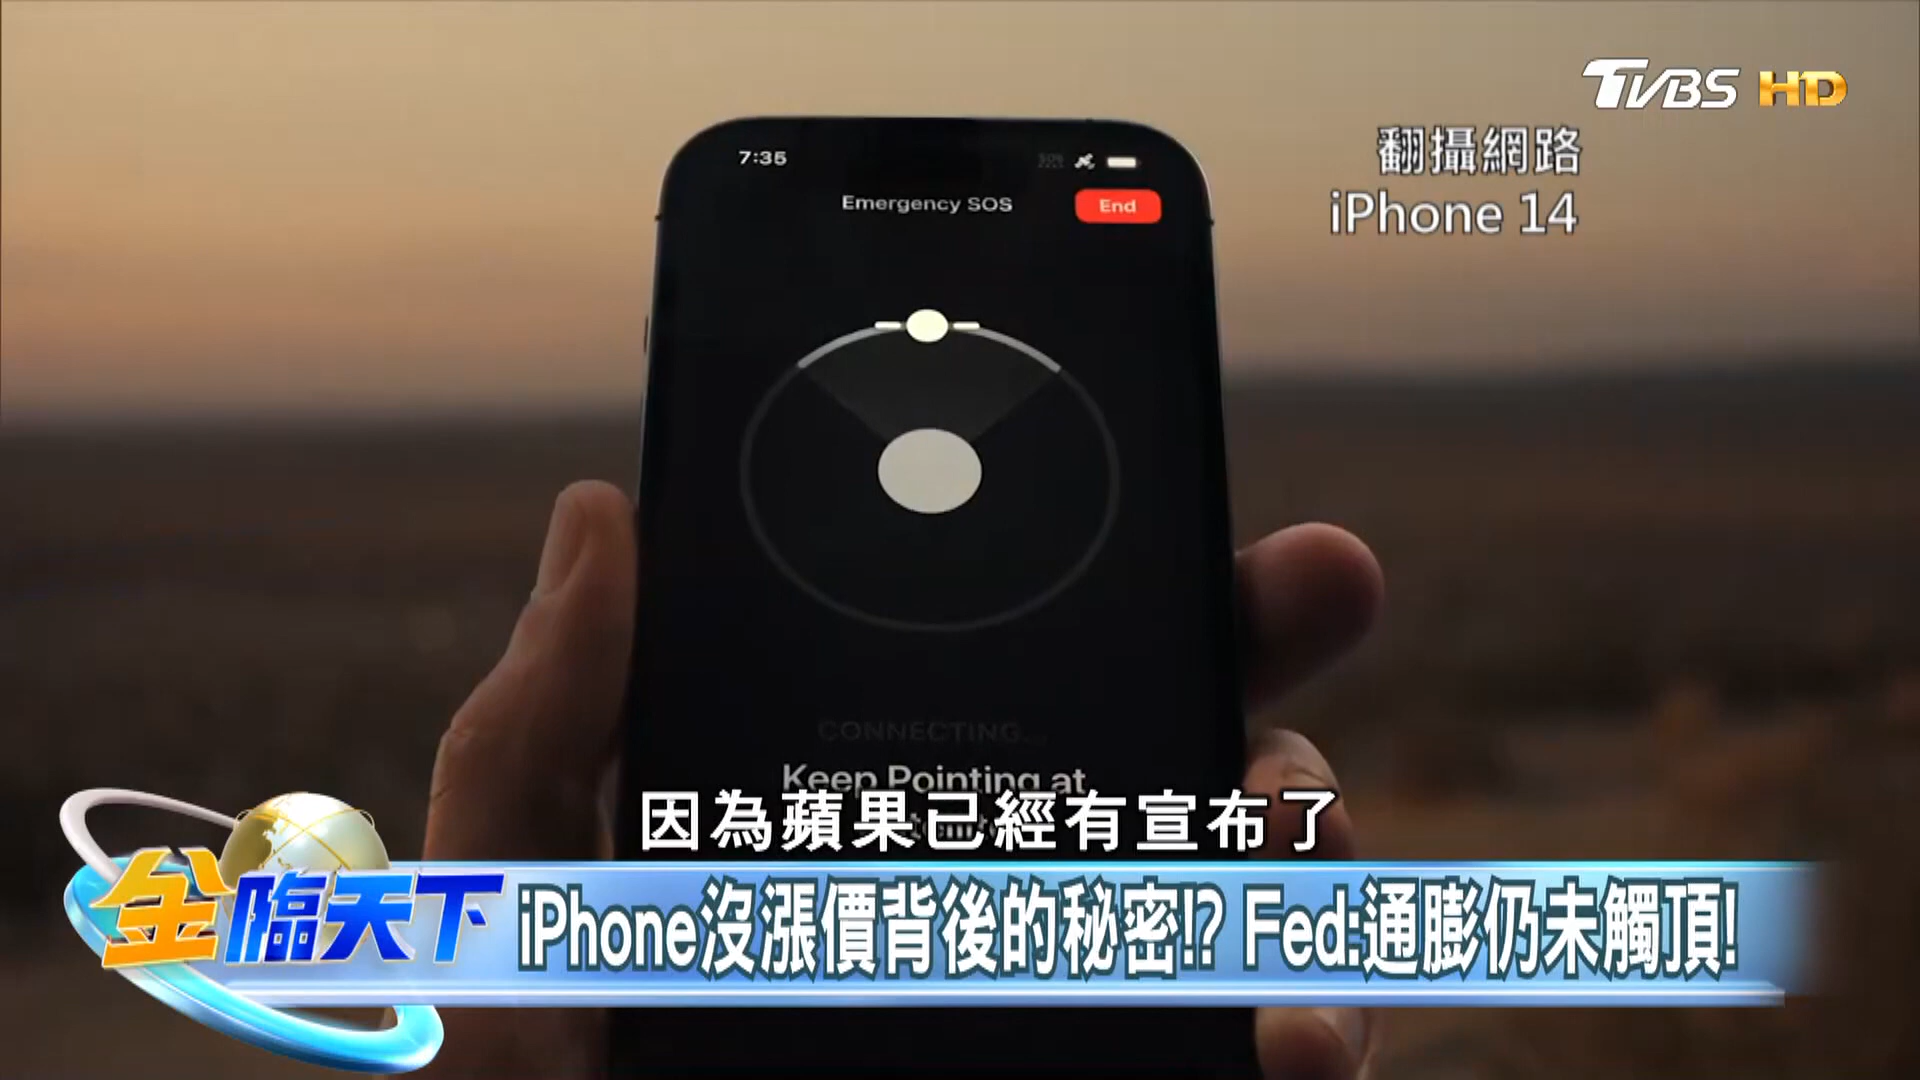 TVBS HD
翻攝網路
iPhone 14
7:35
SOS
Emergency SOS
End
CONNECTING...
Keep Pointing at
因為蘋果已經有宣布了
金臨天下
iPhone沒漲價背後的秘密!? Fed:通膨仍未觸頂!